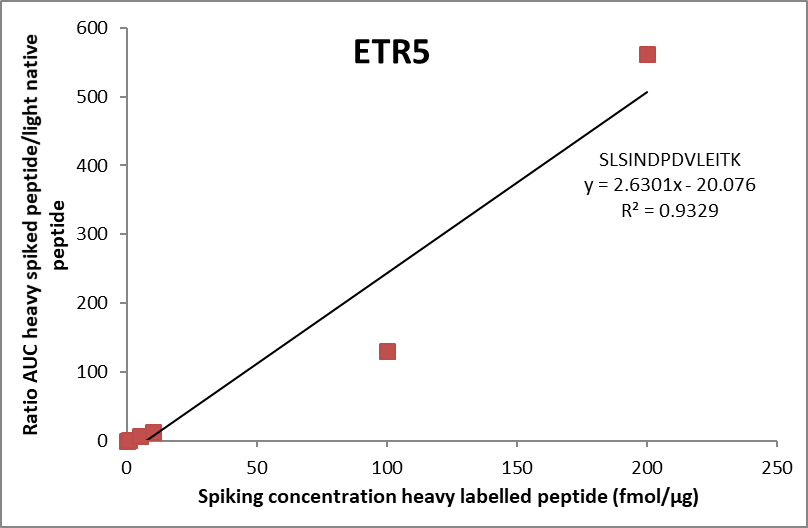 ETR5
Ratio AUC heavy spiked peptide/light native
peptide
600
500
400
300
200
100
0
SLSINDPDVLEITK
y = 2.6301x - 20.076
R² = 0.9329
0 50 100 150 200 250
Spiking concentration heavy labelled peptide (fmol/µg)